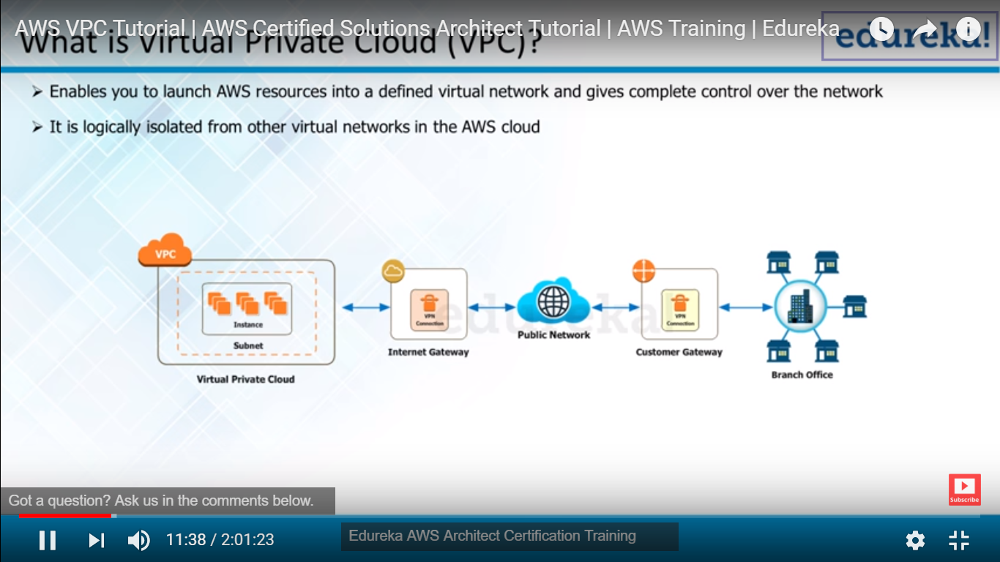 AWS VPC Tutorial | AWS Certified Solutions Architect Tutorial | AWS Training | Edureka
What is Virtual Private Cloud (VPC)?
edureka!
➢ Enables you to launch AWS resources into a defined virtual network and gives complete control over the network
➢ It is logically isolated from other virtual networks in the AWS cloud
VPC
Instance
Subnet
Virtual Private Cloud
VPN
Connection
Internet Gateway
Public Network
VPN
Connection
Customer Gateway
Branch Office
edureka!
Subscribe
Got a question? Ask us in the comments below.
11:38 / 2:01:23
Edureka AWS Architect Certification Training